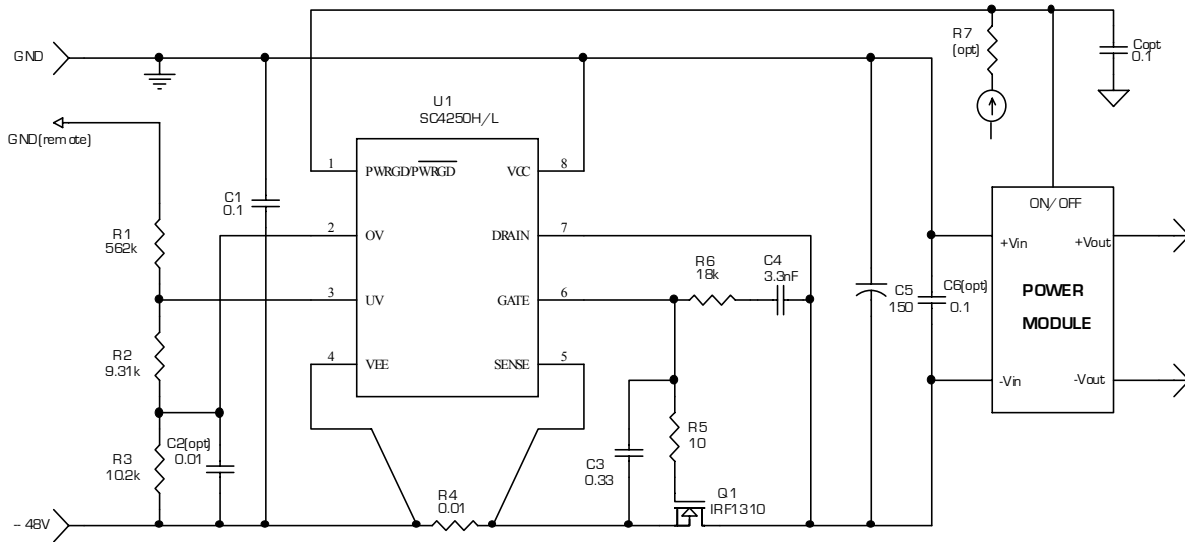 GND
R7
(opt)
Copt
0.1
U1
SC4250H/L
GND(remote)
1
PWRGD/PWRGD
VCC
8
C1
0.1
ON/OFF
R1
562k
2
OV
DRAIN
7
+Vin
+Vout
R6
18k
C4
3.3nF
3
UV
GATE
6
C5
150
C6(opt)
0.1
POWER
MODULE
R2
9.31k
4
VEE
SENSE
5
-Vin
-Vout
R3
10.2k
C2(opt)
0.01
R5
10
C3
0.33
R4
0.01
Q1
IRF1310
- 48V